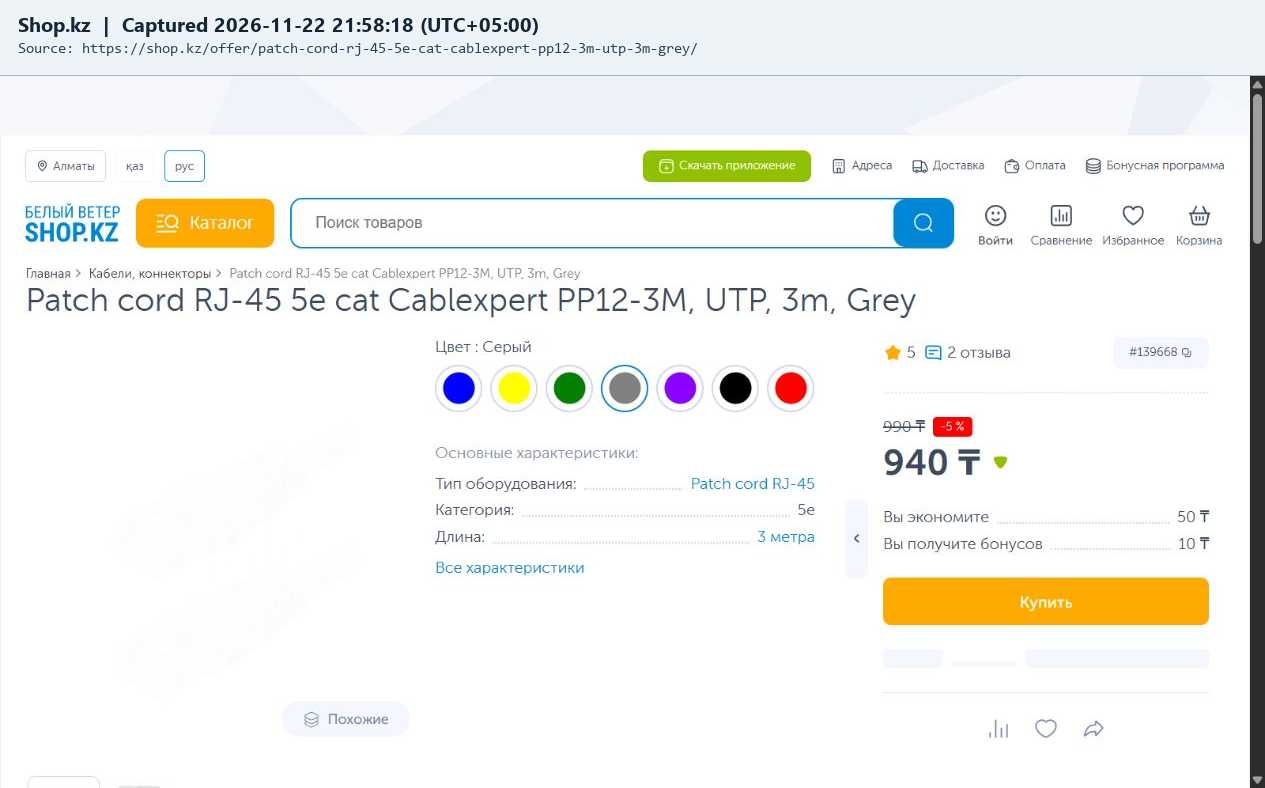 Shop.kz | Captured 2026-11-22 21:58:18 (UTC+05:00)
Source: https://shop.kz/offer/patch-cord-rj-45-5e-cat-cablexpert-pp12-3m-utp-3m-grey/
Алматы қаз рус Скачать приложение Адреса Доставка Оплата Бонусная программа
БЕЛЫЙ ВЕТЕР
SHOP.KZ
Каталог Поиск товаров
Войти Сравнение Избранное Корзина
Главная > Кабели, коннекторы > Patch cord RJ-45 5e cat Cablexpert PP12-3M, UTP, 3m, Grey
Patch cord RJ-45 5e cat Cablexpert PP12-3M, UTP, 3m, Grey
Цвет : Серый
5 2 отзыва #139668
990 ₸ -5 %
940 ₸
Основные характеристики:
Тип оборудования: Patch cord RJ-45
Категория: 5e
Длина: 3 метра
Все характеристики
Вы экономите 50 ₸
Вы получите бонусов 10 ₸
Купить
Похожие